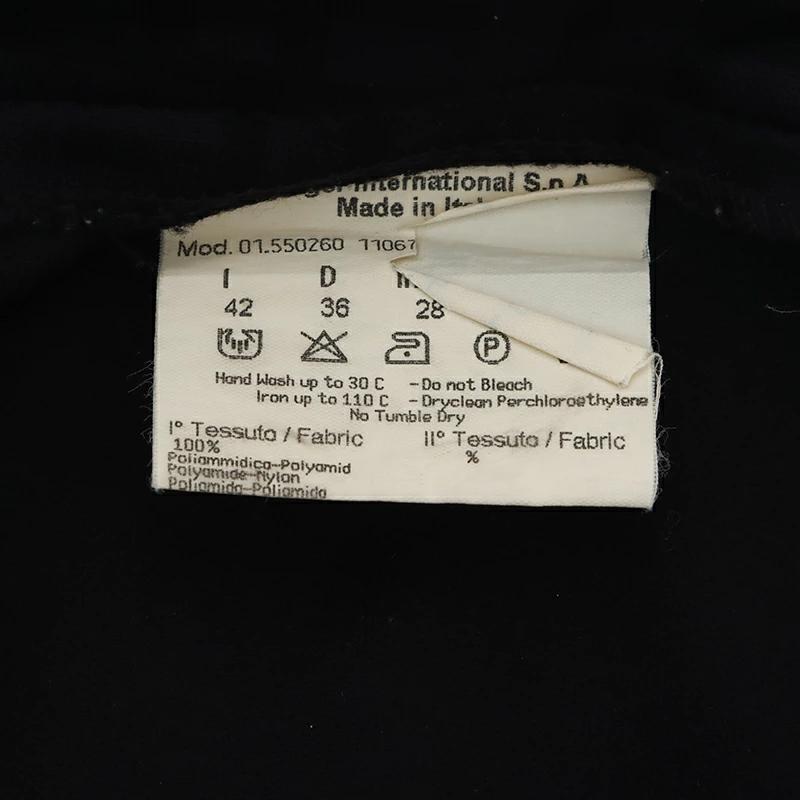 International S.p.A.
Made in
Mod. 01.550260 11067
I D
42 36 28
P
Hand Wash up to 30 C - Do not Bleach
Iron up to 110 C - Dryclean Perchloroethylene
No Tumble Dry
I° Tessuto / Fabric II° Tessuto / Fabric
100% %
Poliammidica-Polyamid
Polyamide-Nylon
Poliamida-Poliamida